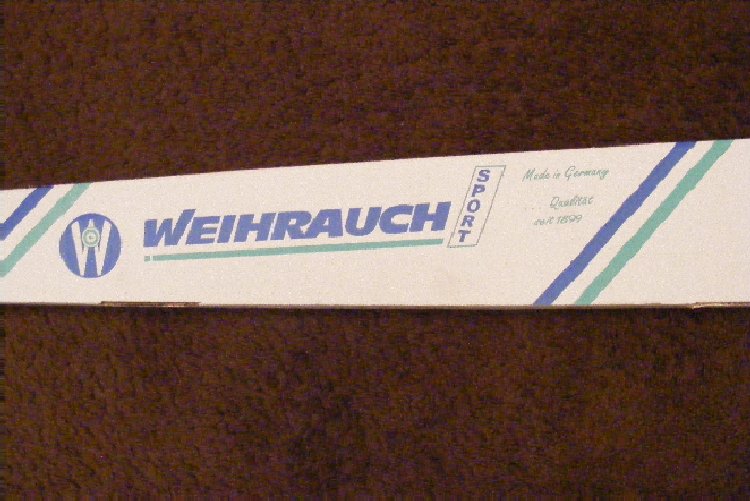 W
WEIHRAUCH
SPORT
Made in Germany
Qualität
seit 1899